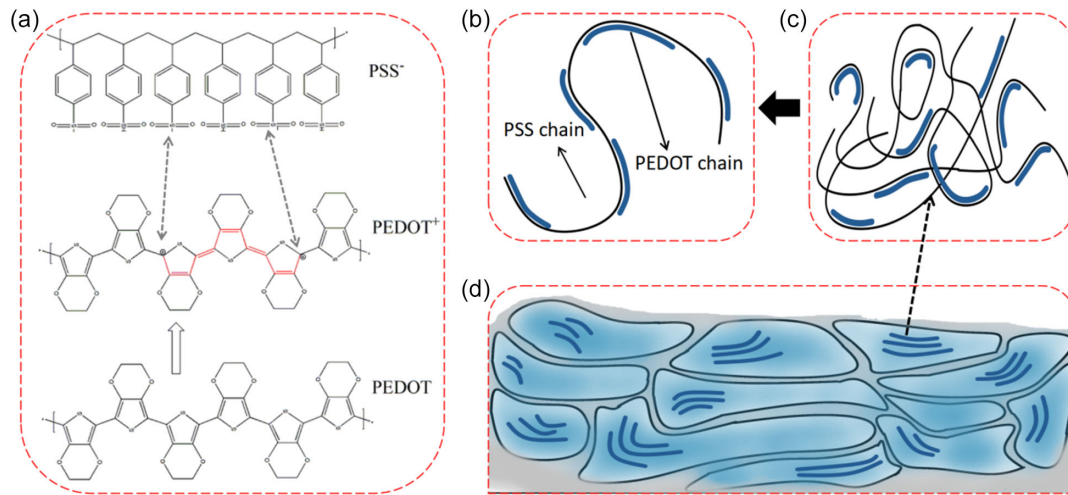 (a)
PSS⁻
PEDOT⁺
PEDOT
(b)
PSS chain
PEDOT chain
(c)
(d)